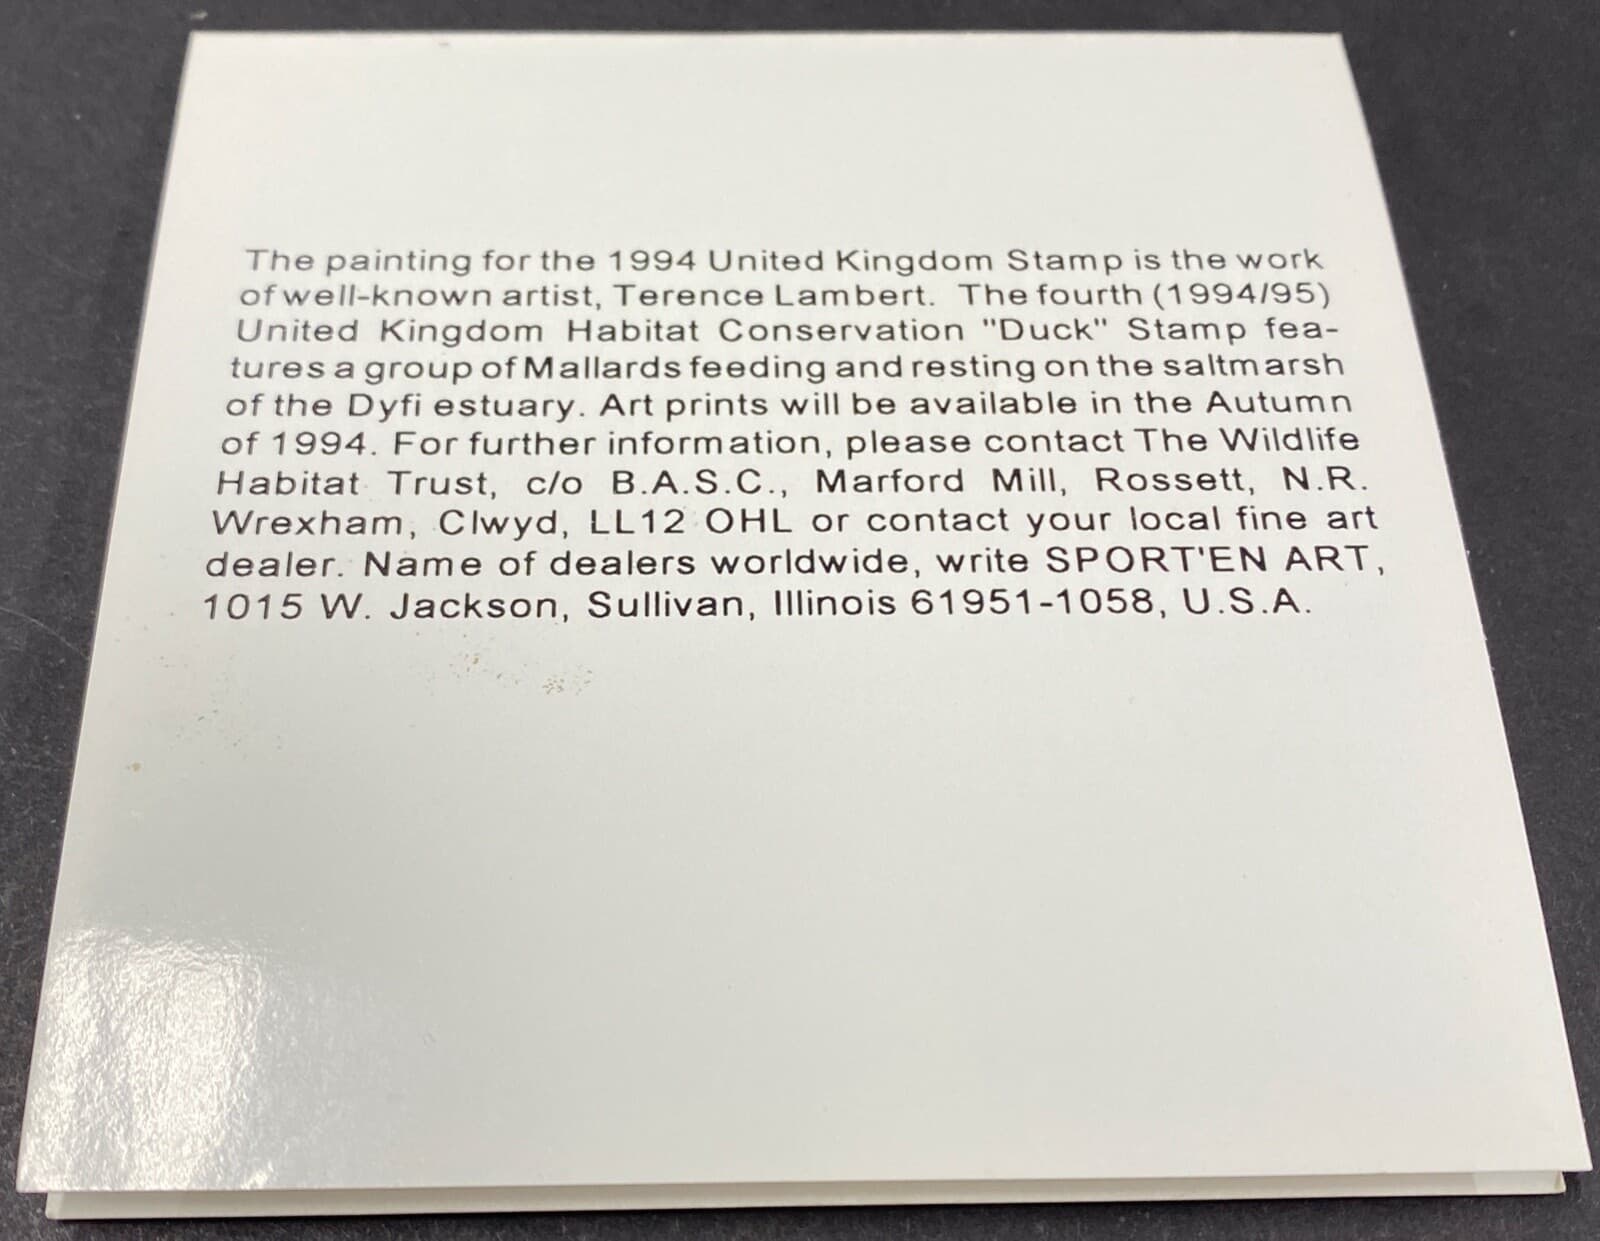 The painting for the 1994 United Kingdom Stamp is the work
of well-known artist, Terence Lambert. The fourth (1994/95)
United Kingdom Habitat Conservation "Duck" Stamp fea-
tures a group of Mallards feeding and resting on the saltmarsh
of the Dyfi estuary. Art prints will be available in the Autumn
of 1994. For further information, please contact The Wildlife
Habitat Trust, c/o B.A.S.C., Marford Mill, Rossett, N.R.
Wrexham, Clwyd, LL12 OHL or contact your local fine art
dealer. Name of dealers worldwide, write SPORT'EN ART,
1015 W. Jackson, Sullivan, Illinois 61951-1058, U.S.A.